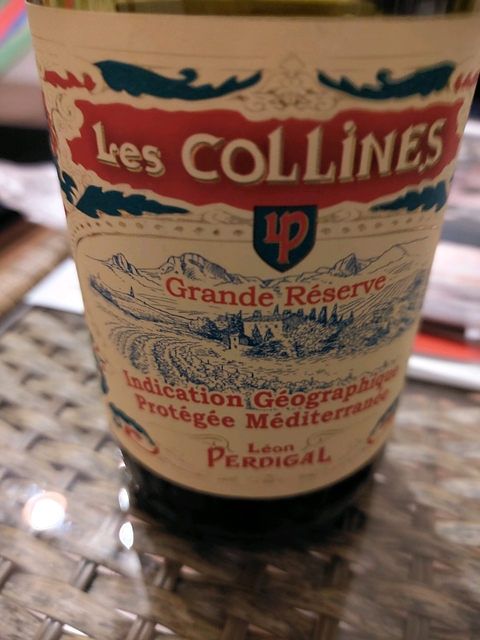 Les COLLiNES
LP
Grande Réserve
Indication Géographique
Protégée Méditerranée
Léon
PERDiGAL